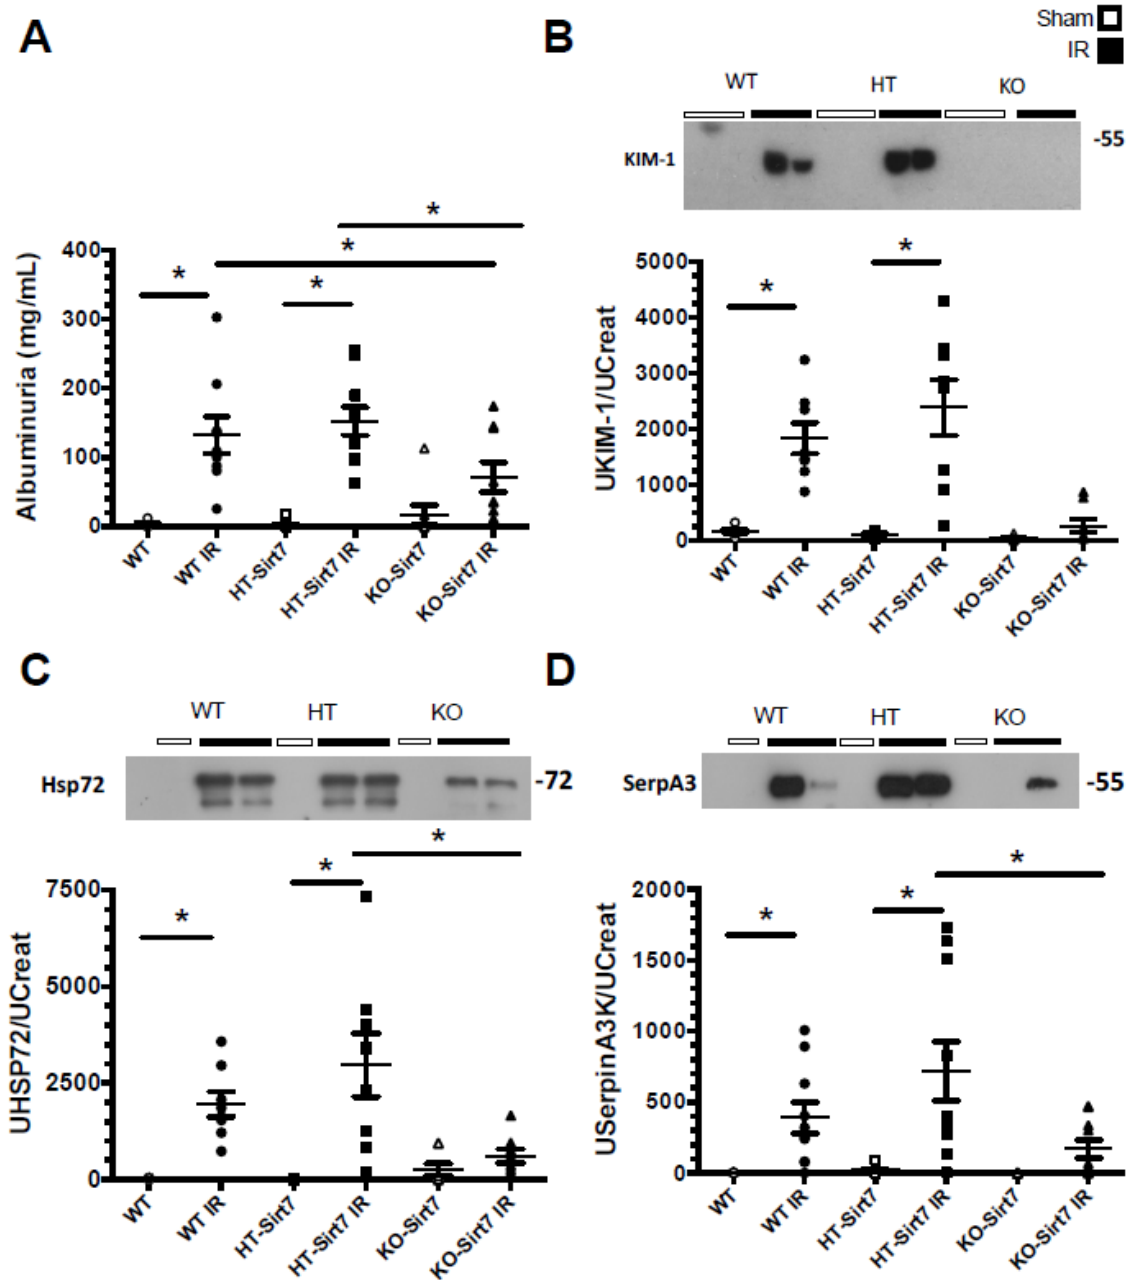 A
B
Sham
IR
WT HT KO
KIM-1
-55
*
*
*
*
Albuminuria (mg/mL)
400
300
200
100
0
WT
WT IR
HT-Sirt7
HT-Sirt7 IR
KO-Sirt7
KO-Sirt7 IR
*
*
UKIM-1/UCreat
5000
4000
3000
2000
1000
0
WT
WT IR
HT-Sirt7
HT-Sirt7 IR
KO-Sirt7
KO-Sirt7 IR
C
WT HT KO
Hsp72
-72
*
*
*
UHSP72/UCreat
7500
5000
2500
0
WT
WT IR
HT-Sirt7
HT-Sirt7 IR
KO-Sirt7
KO-Sirt7 IR
D
WT HT KO
SerpA3
-55
*
*
*
USerpinA3K/UCreat
2000
1500
1000
500
0
WT
WT IR
HT-Sirt7
HT-Sirt7 IR
KO-Sirt7
KO-Sirt7 IR